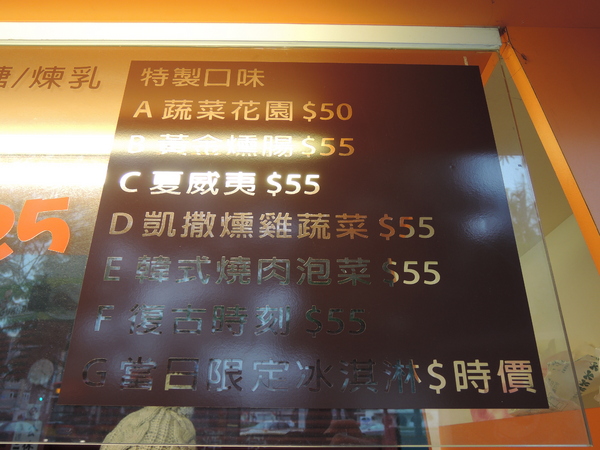 /煉乳
25
特製口味
A 蔬菜花園 $50
B 黃金燻腸 $55
C 夏威夷 $55
D 凱撒燻雞蔬菜 $55
E 韓式燒肉泡菜 $55
F 復古時刻 $55
G 當日限定冰淇淋 $時價